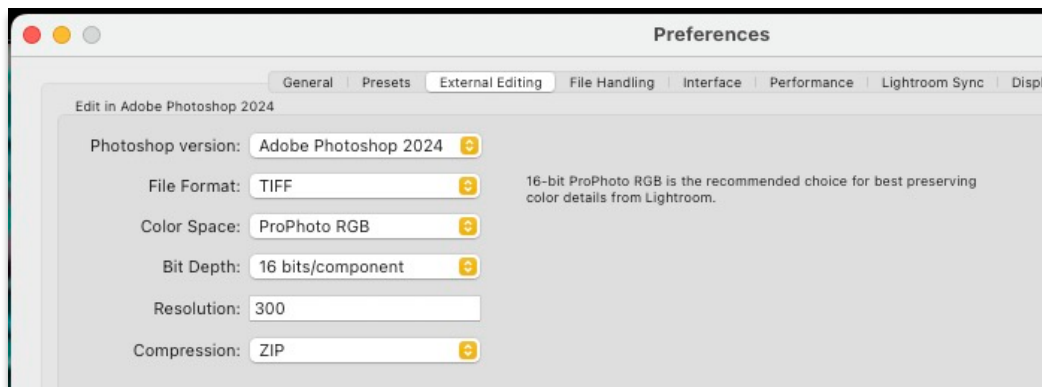 Preferences
General Presets External Editing File Handling Interface Performance Lightroom Sync
Edit in Adobe Photoshop 2024
Photoshop version: Adobe Photoshop 2024
File Format: TIFF
16-bit ProPhoto RGB is the recommended choice for best preserving
color details from Lightroom.
Color Space: ProPhoto RGB
Bit Depth: 16 bits/component
Resolution: 300
Compression: ZIP